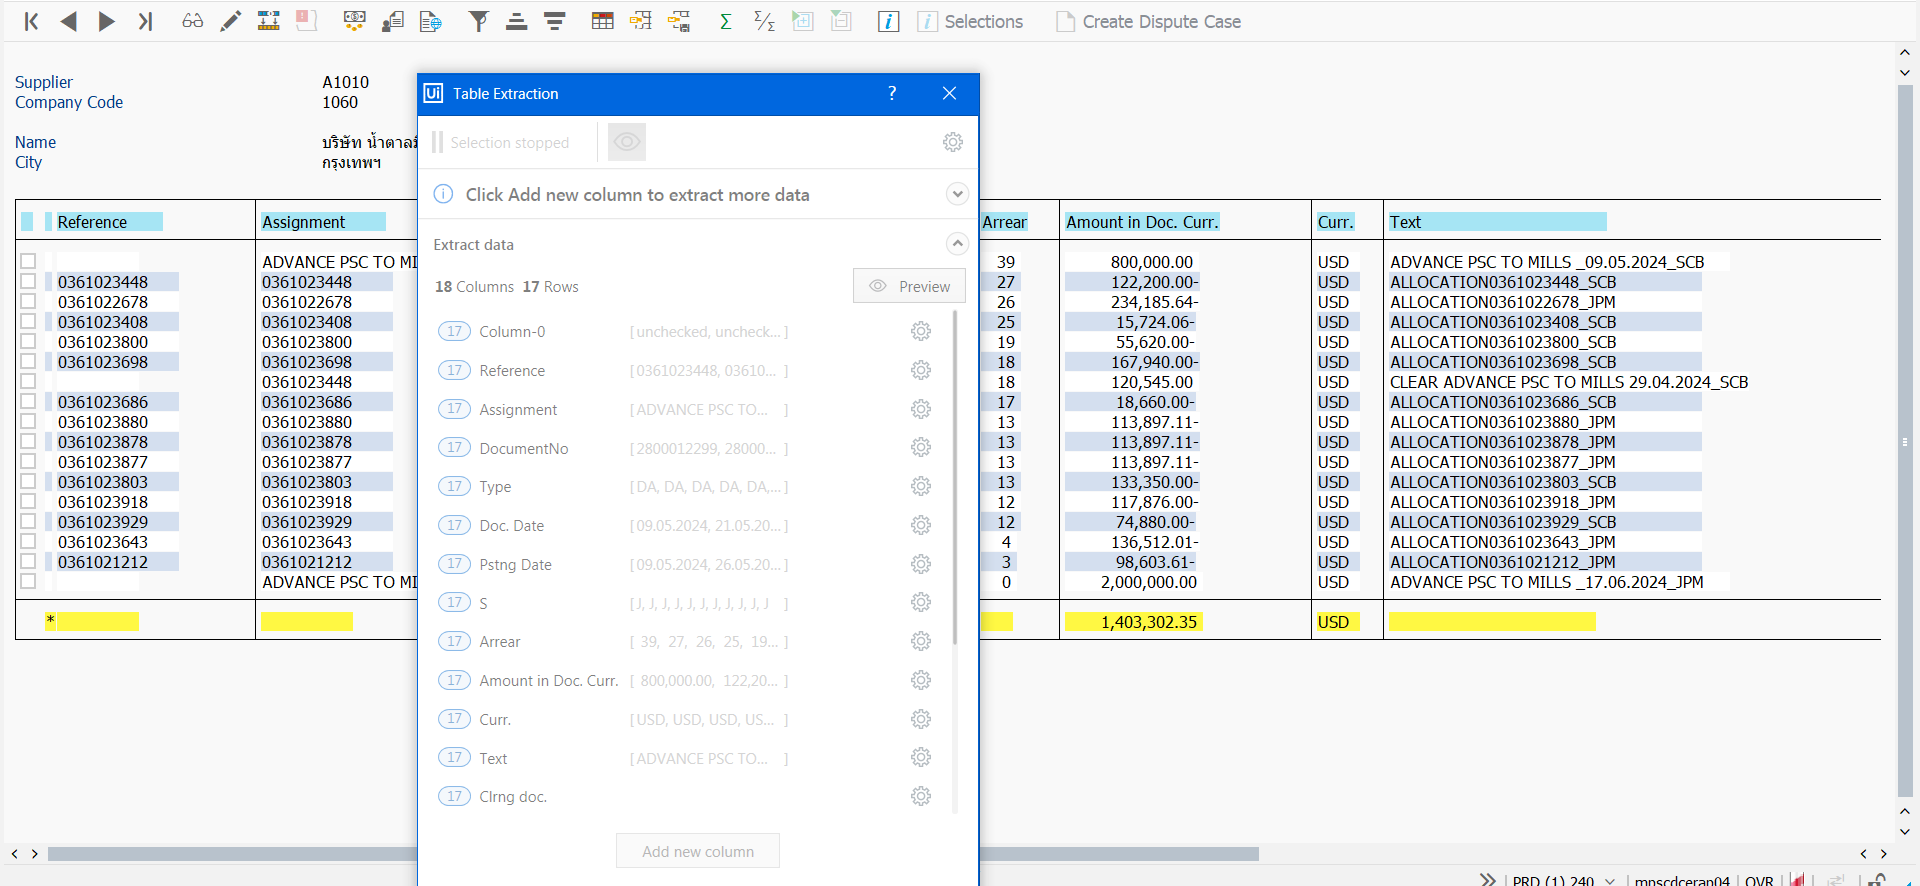 Selections Create Dispute Case
Supplier A1010
Company Code 1060
Name บริษัท น้ำตาล
City กรุงเทพฯ
Ui Table Extraction ?
Selection stopped
Click Add new column to extract more data
Extract data
18 Columns 17 Rows Preview
17 Column-0 [unchecked, uncheck... ]
17 Reference [0361023448, 03610... ]
17 Assignment [ADVANCE PSC TO... ]
17 DocumentNo [2800012299, 28000... ]
17 Type [DA, DA, DA, DA, DA,... ]
17 Doc. Date [09.05.2024, 21.05.20... ]
17 Pstng Date [09.05.2024, 26.05.20... ]
17 S [J, J, J, J, J, J, J, J, J, J, J ]
17 Arrear [ 39, 27, 26, 25, 19... ]
17 Amount in Doc. Curr. [ 800,000.00, 122,20... ]
17 Curr. [USD, USD, USD, US... ]
17 Text [ADVANCE PSC TO... ]
17 Clrng doc.
Add new column
Reference Assignment Arrear Amount in Doc. Curr. Curr. Text
ADVANCE PSC TO MI 39 800,000.00 USD ADVANCE PSC TO MILLS _09.05.2024_SCB
0361023448 0361023448 27 122,200.00- USD ALLOCATION0361023448_SCB
0361022678 0361022678 26 234,185.64- USD ALLOCATION0361022678_JPM
0361023408 0361023408 25 15,724.06- USD ALLOCATION0361023408_SCB
0361023800 0361023800 19 55,620.00- USD ALLOCATION0361023800_SCB
0361023698 0361023698 18 167,940.00- USD ALLOCATION0361023698_SCB
0361023448 18 120,545.00 USD CLEAR ADVANCE PSC TO MILLS 29.04.2024_SCB
0361023686 0361023686 17 18,660.00- USD ALLOCATION0361023686_SCB
0361023880 0361023880 13 113,897.11- USD ALLOCATION0361023880_JPM
0361023878 0361023878 13 113,897.11- USD ALLOCATION0361023878_JPM
0361023877 0361023877 13 113,897.11- USD ALLOCATION0361023877_JPM
0361023803 0361023803 13 133,350.00- USD ALLOCATION0361023803_SCB
0361023918 0361023918 12 117,876.00- USD ALLOCATION0361023918_JPM
0361023929 0361023929 12 74,880.00- USD ALLOCATION0361023929_SCB
0361023643 0361023643 4 136,512.01- USD ALLOCATION0361023643_JPM
0361021212 0361021212 3 98,603.61- USD ALLOCATION0361021212_JPM
ADVANCE PSC TO MI 0 2,000,000.00 USD ADVANCE PSC TO MILLS _17.06.2024_JPM
* 1,403,302.35 USD
PRD (1) 240 mpscdcerap04 OVR